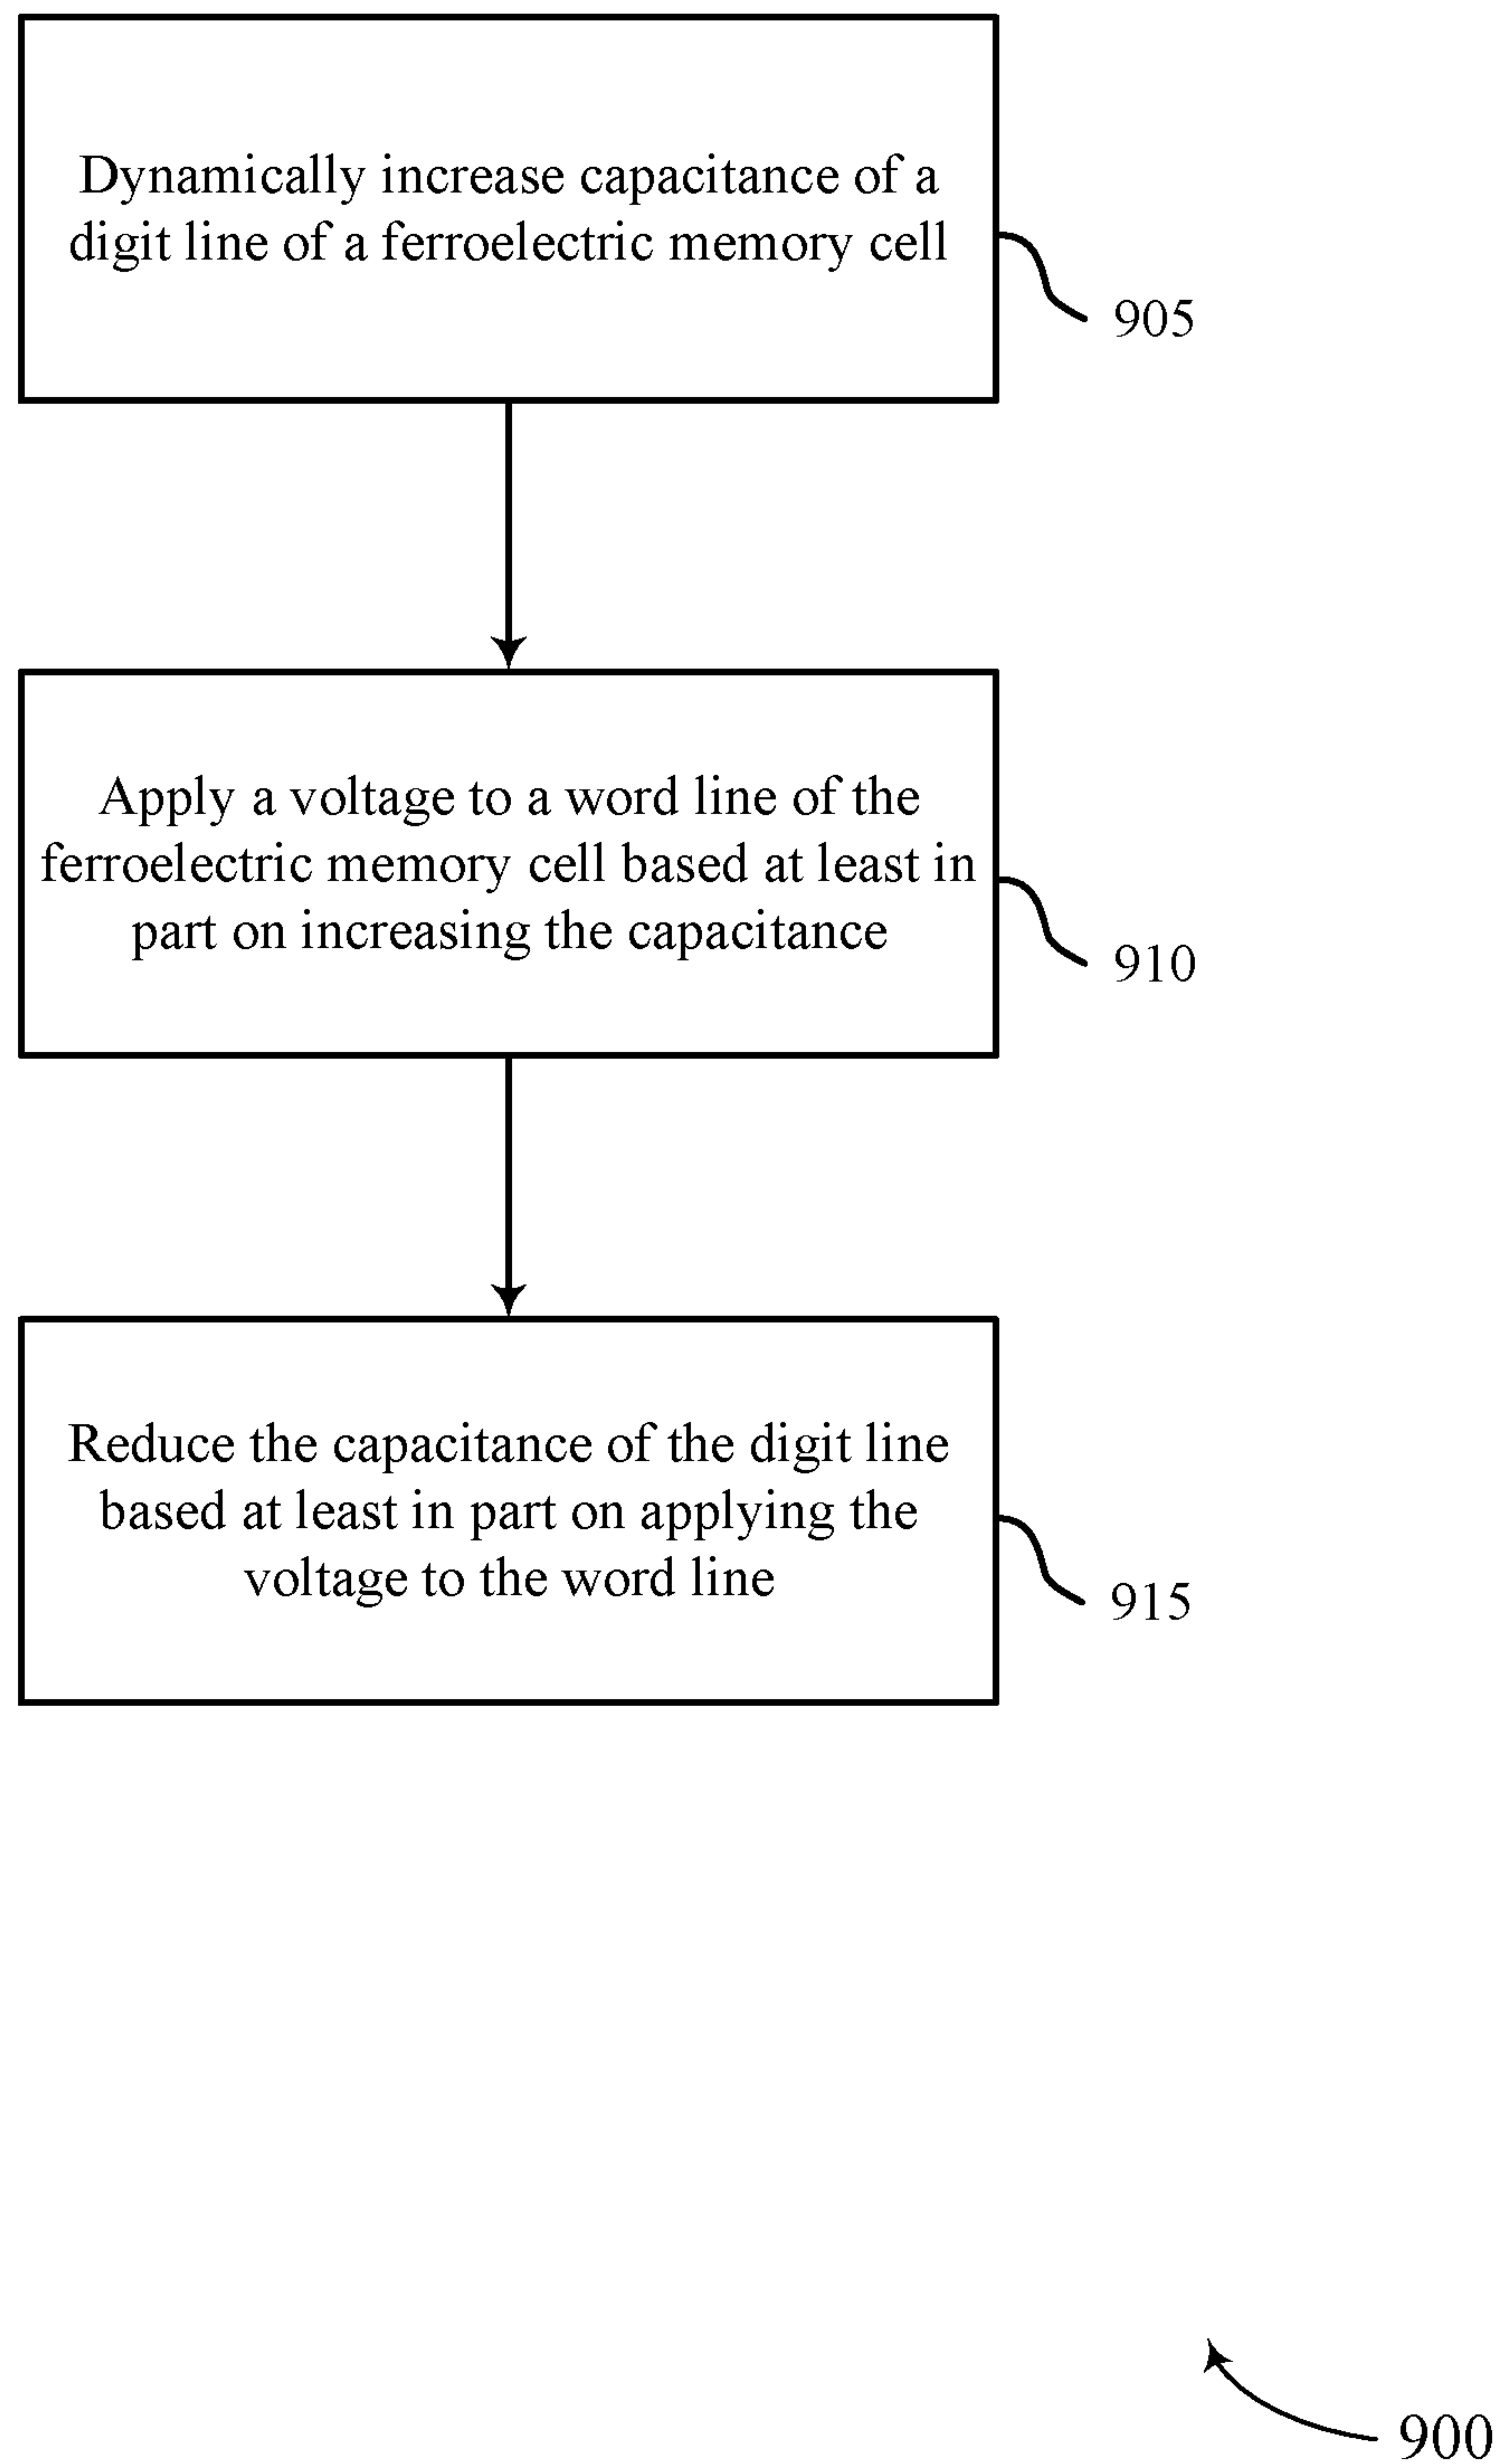 Dynamically increase capacitance of a
digit line of a ferroelectric memory cell
905
Apply a voltage to a word line of the
ferroelectric memory cell based at least in
part on increasing the capacitance
910
Reduce the capacitance of the digit line
based at least in part on applying the
voltage to the word line
915
900